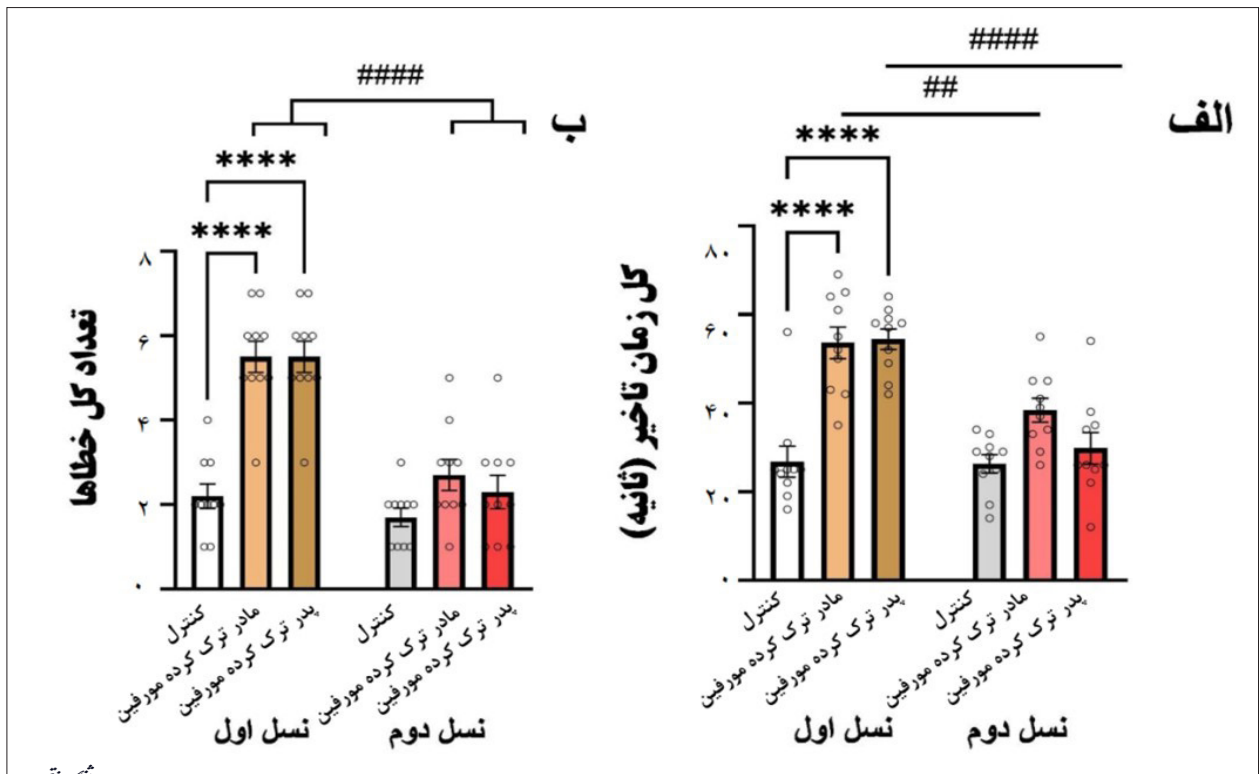 الف
####
##
****
****
کل زمان تاخیر (ثانیه)
۸۰
۶۰
۴۰
۲۰
۰
کنترل
مادر ترک کرده مورفین
پدر ترک کرده مورفین
کنترل
مادر ترک کرده مورفین
پدر ترک کرده مورفین
نسل اول
نسل دوم
ب
####
****
****
تعداد کل خطاها
۸
۶
۴
۲
۰
کنترل
مادر ترک کرده مورفین
پدر ترک کرده مورفین
کنترل
مادر ترک کرده مورفین
پدر ترک کرده مورفین
نسل اول
نسل دوم